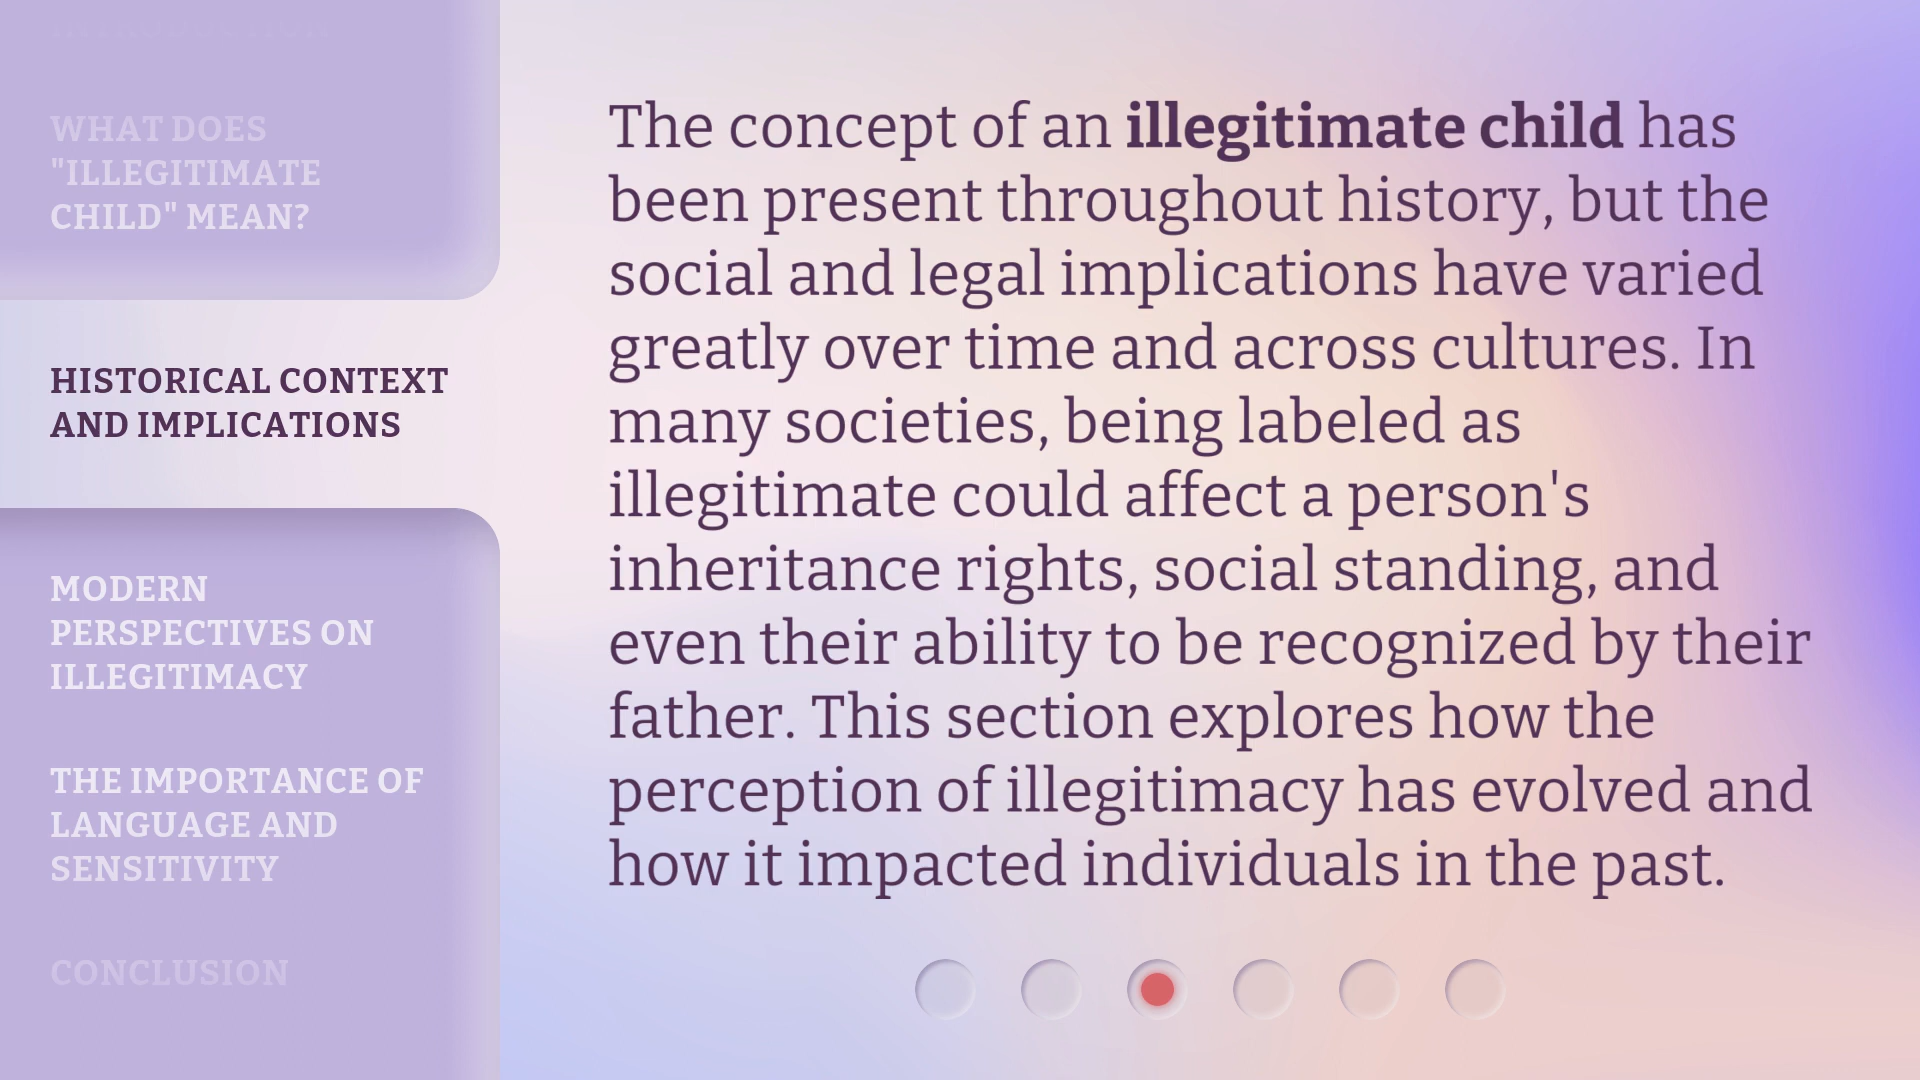 INTRODUCTION
WHAT DOES
"ILLEGITIMATE
CHILD" MEAN?
HISTORICAL CONTEXT
AND IMPLICATIONS
MODERN
PERSPECTIVES ON
ILLEGITIMACY
THE IMPORTANCE OF
LANGUAGE AND
SENSITIVITY
CONCLUSION
The concept of an illegitimate child has
been present throughout history, but the
social and legal implications have varied
greatly over time and across cultures. In
many societies, being labeled as
illegitimate could affect a person's
inheritance rights, social standing, and
even their ability to be recognized by their
father. This section explores how the
perception of illegitimacy has evolved and
how it impacted individuals in the past.